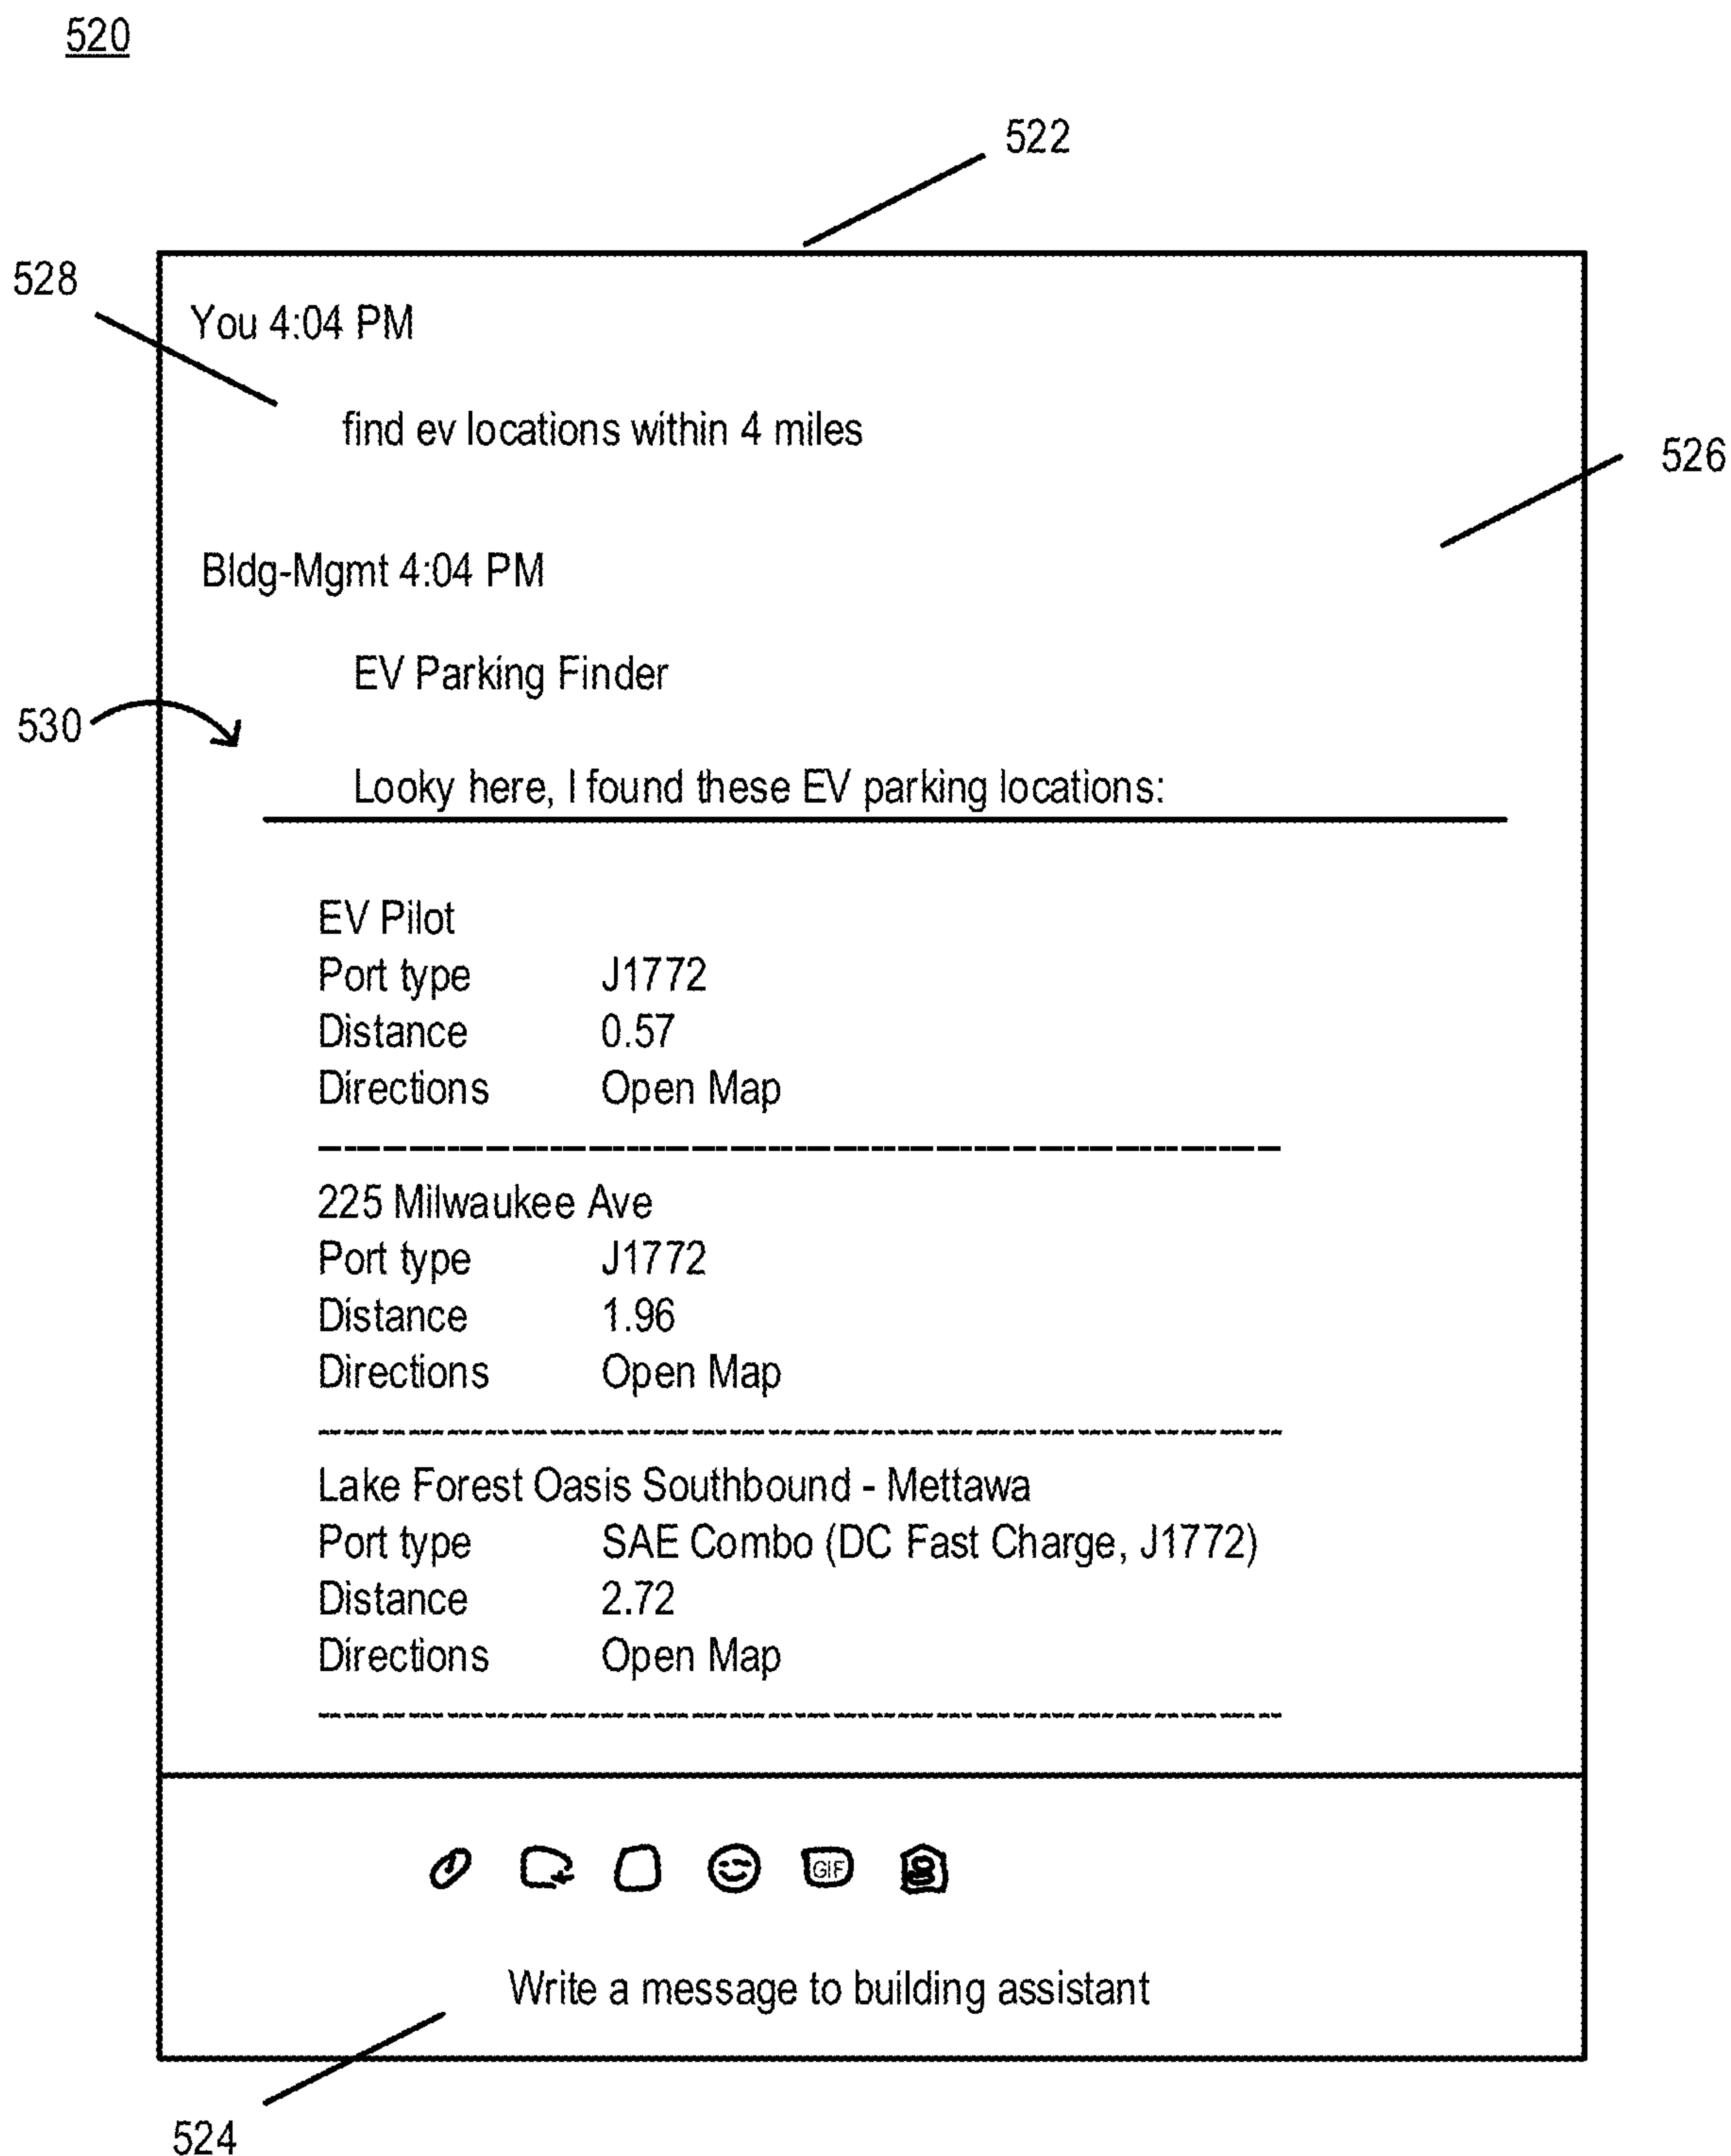 520
522
528
You 4:04 PM
find ev locations within 4 miles
526
Bldg-Mgmt 4:04 PM
EV Parking Finder
530
Looky here, I found these EV parking locations:
EV Pilot
Port type J1772
Distance 0.57
Directions Open Map
225 Milwaukee Ave
Port type J1772
Distance 1.96
Directions Open Map
Lake Forest Oasis Southbound - Mettawa
Port type SAE Combo (DC Fast Charge, J1772)
Distance 2.72
Directions Open Map
GIF
Write a message to building assistant
524